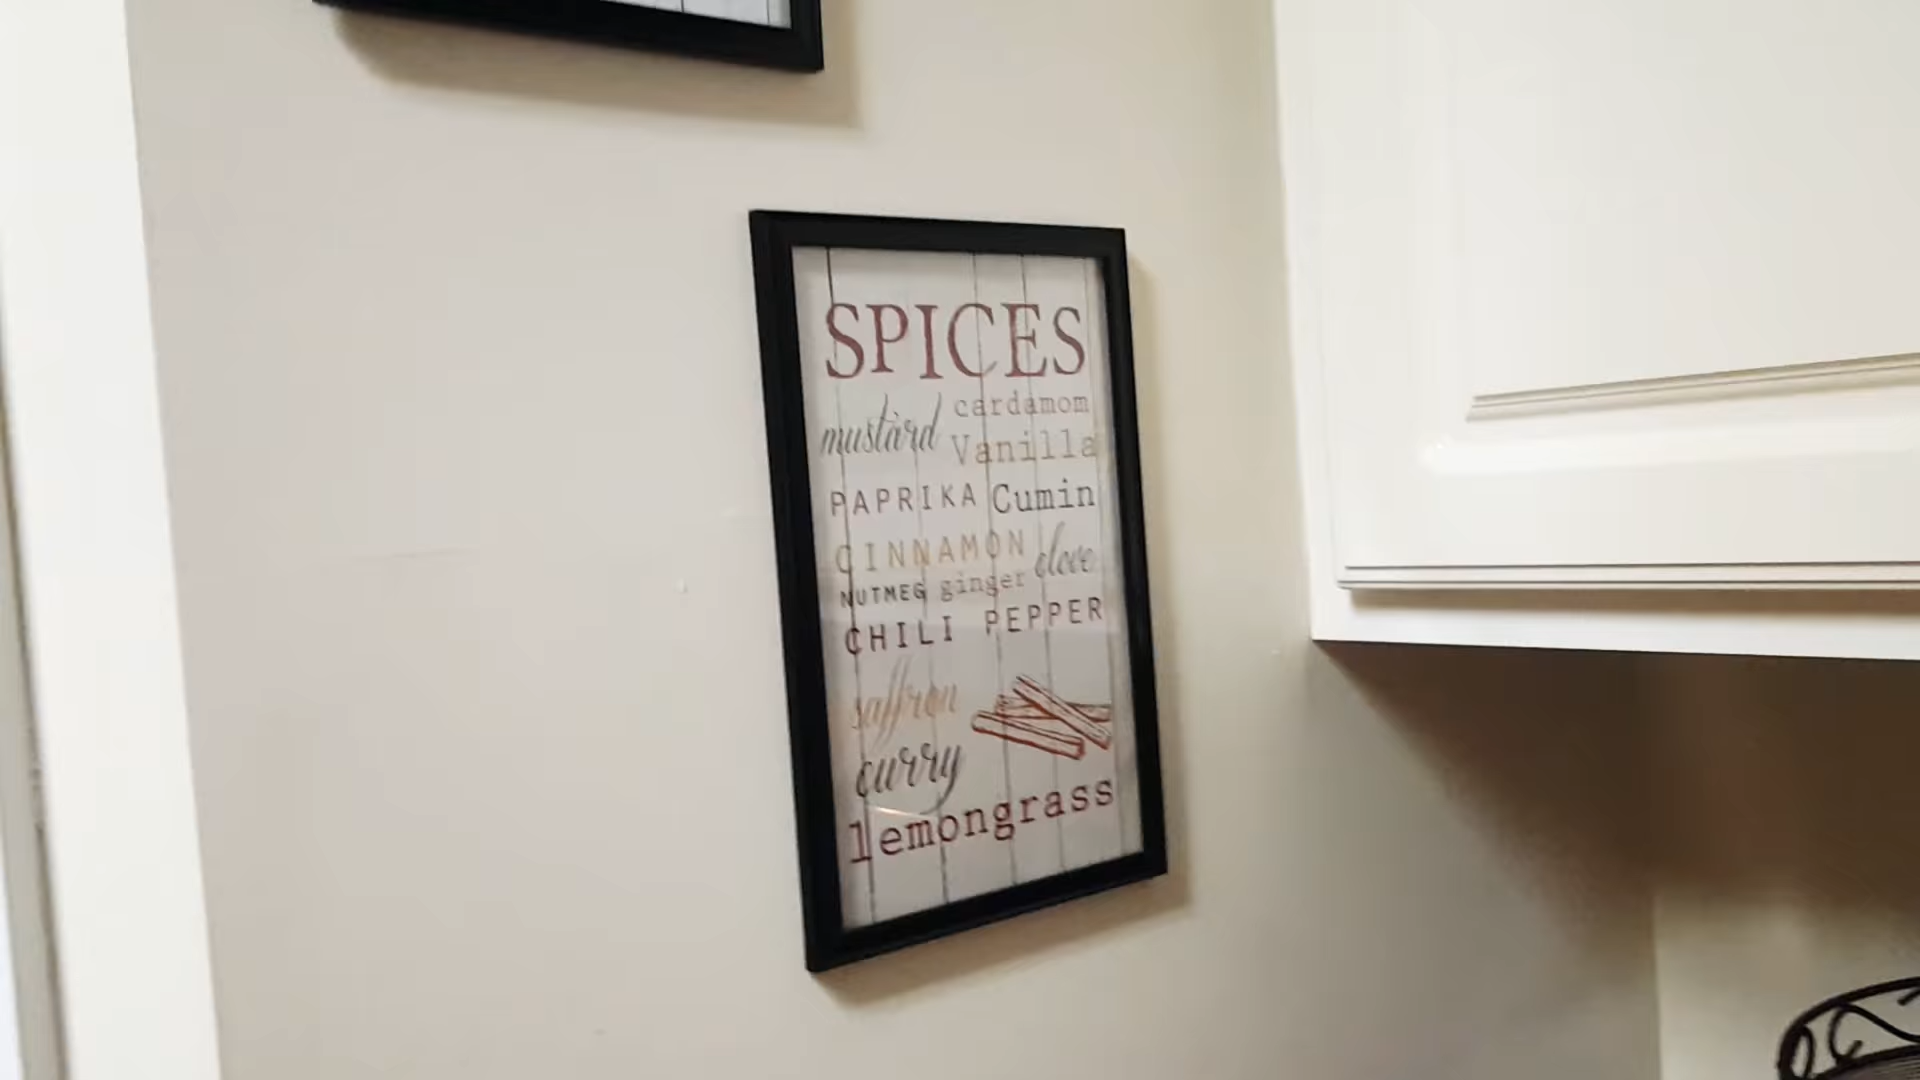 SPICES
mustard cardamom
Vanilla
PAPRIKA Cumin
CINNAMON clove
NUTMEG ginger
CHILI PEPPER
saffron
curry
lemongrass